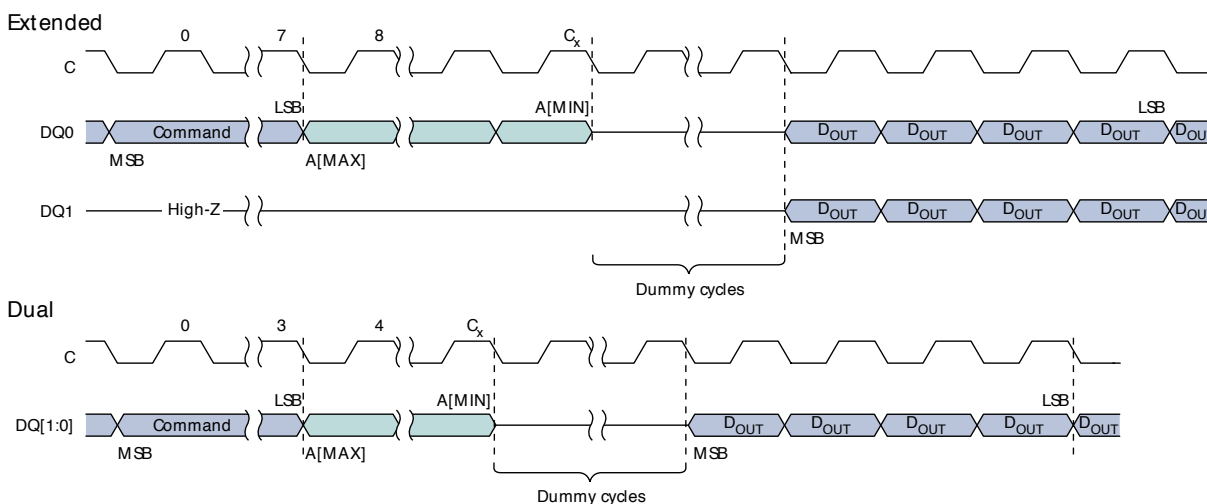 Extended
0 7 8 Cx
C
LSB A[MIN] LSB
DQ0 Command DOUT DOUT DOUT DOUT DOUT
MSB A[MAX]
DQ1 High-Z DOUT DOUT DOUT DOUT DOU
MSB
Dummy cycles
Dual
0 3 4 Cx
C
LSB A[MIN] LSB
DQ[1:0] Command DOUT DOUT DOUT DOUT DOUT
MSB A[MAX] MSB
Dummy cycles